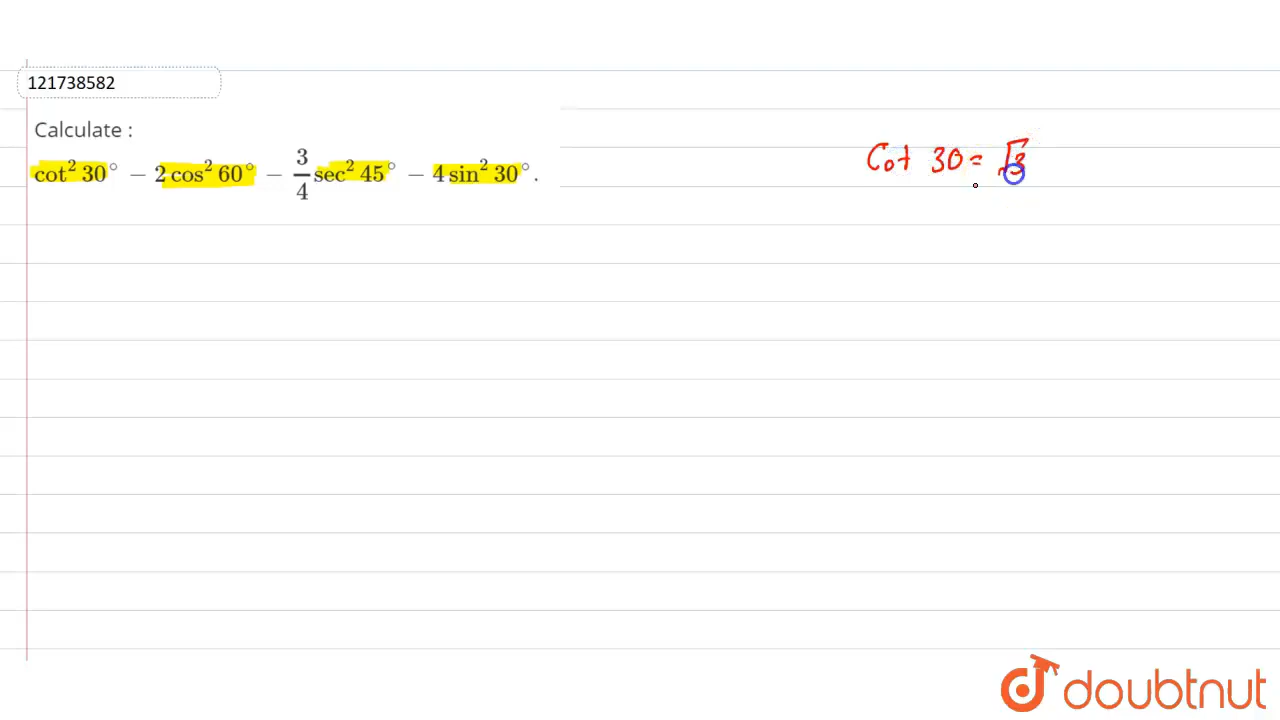 121738582
Calculate :
cot² 30° − 2 cos² 60° − 3/4 sec² 45° − 4 sin² 30° .
Cot 30 = √3
doubtnut